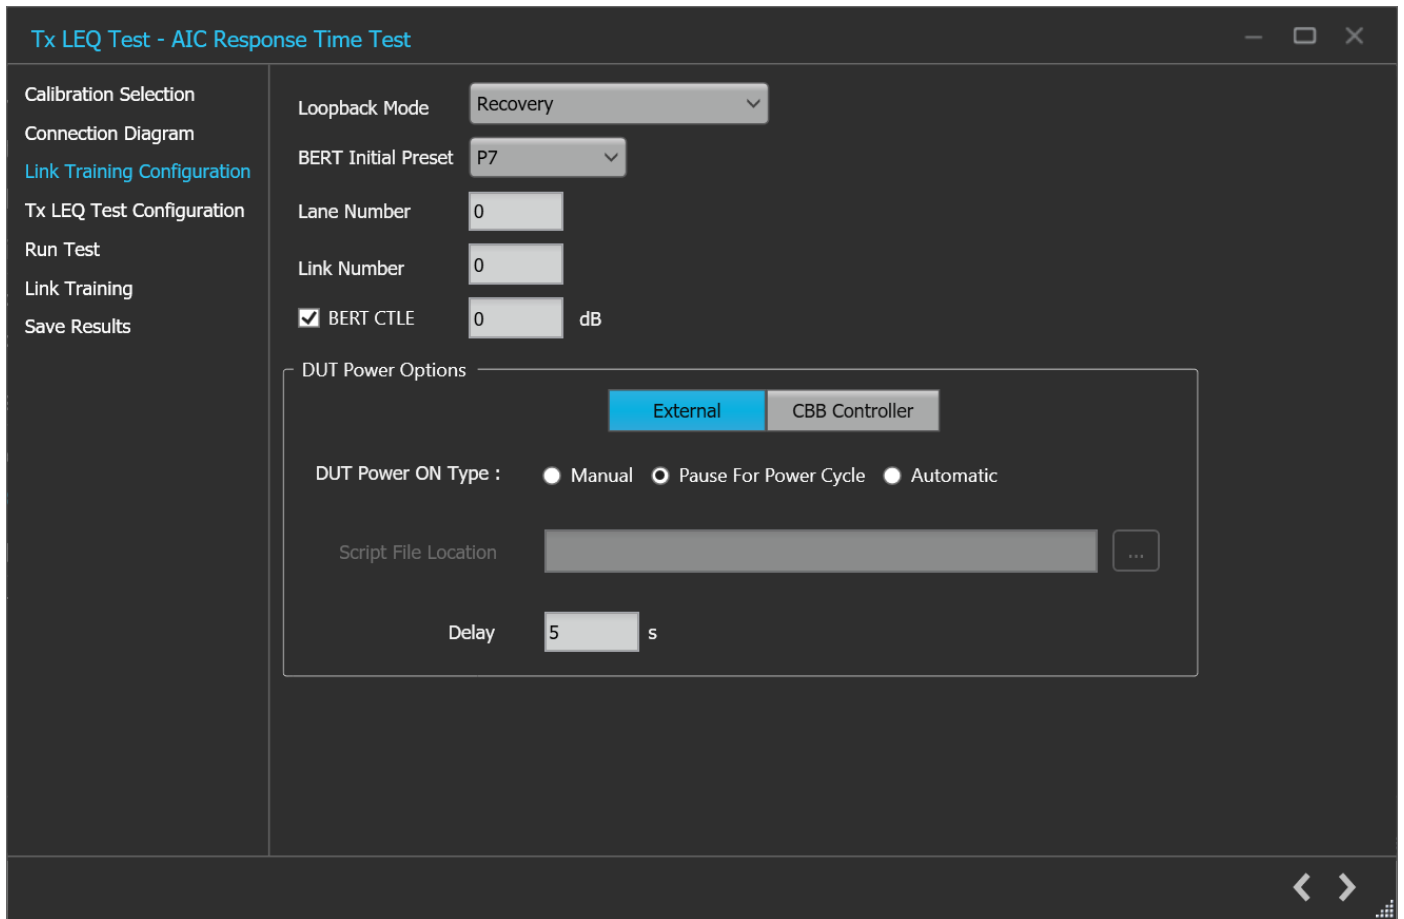 Tx LEQ Test - AIC Response Time Test
Calibration Selection
Connection Diagram
Link Training Configuration
Tx LEQ Test Configuration
Run Test
Link Training
Save Results
Loopback Mode Recovery
BERT Initial Preset P7
Lane Number 0
Link Number 0
BERT CTLE 0 dB
DUT Power Options
External CBB Controller
DUT Power ON Type : Manual Pause For Power Cycle Automatic
Script File Location ...
Delay 5 s